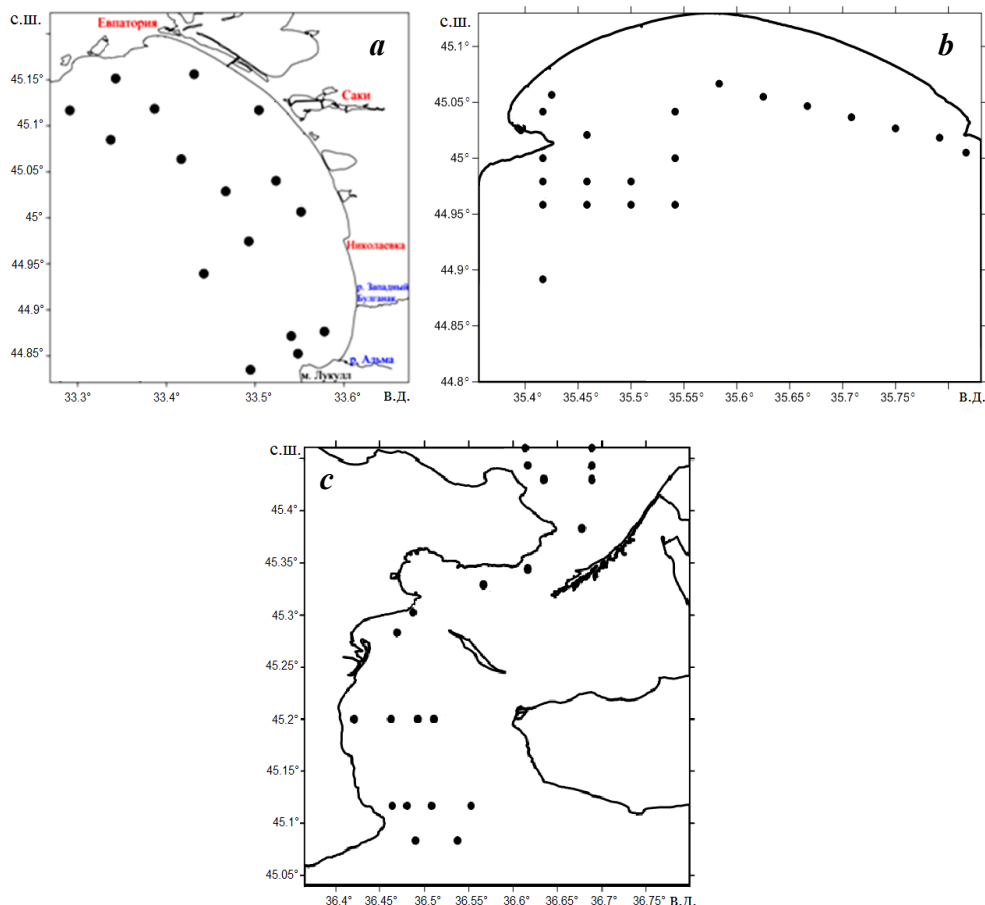 с.ш.
Евпатория
a
45.15°
Саки
45.1°
45.05°
45°
Николаевка
44.95°
р. Западный
Булганак
44.9°
44.85°
р. Альма
м. Лукулл
33.3° 33.4° 33.5° 33.6° в.д.
с.ш.
b
45.1°
45.05°
45°
44.95°
44.9°
44.85°
44.8°
35.4° 35.45° 35.5° 35.55° 35.6° 35.65° 35.7° 35.75° в.д.
с.ш.
c
45.4°
45.35°
45.3°
45.25°
45.2°
45.15°
45.1°
45.05°
36.4° 36.45° 36.5° 36.55° 36.6° 36.65° 36.7° 36.75° в.д.